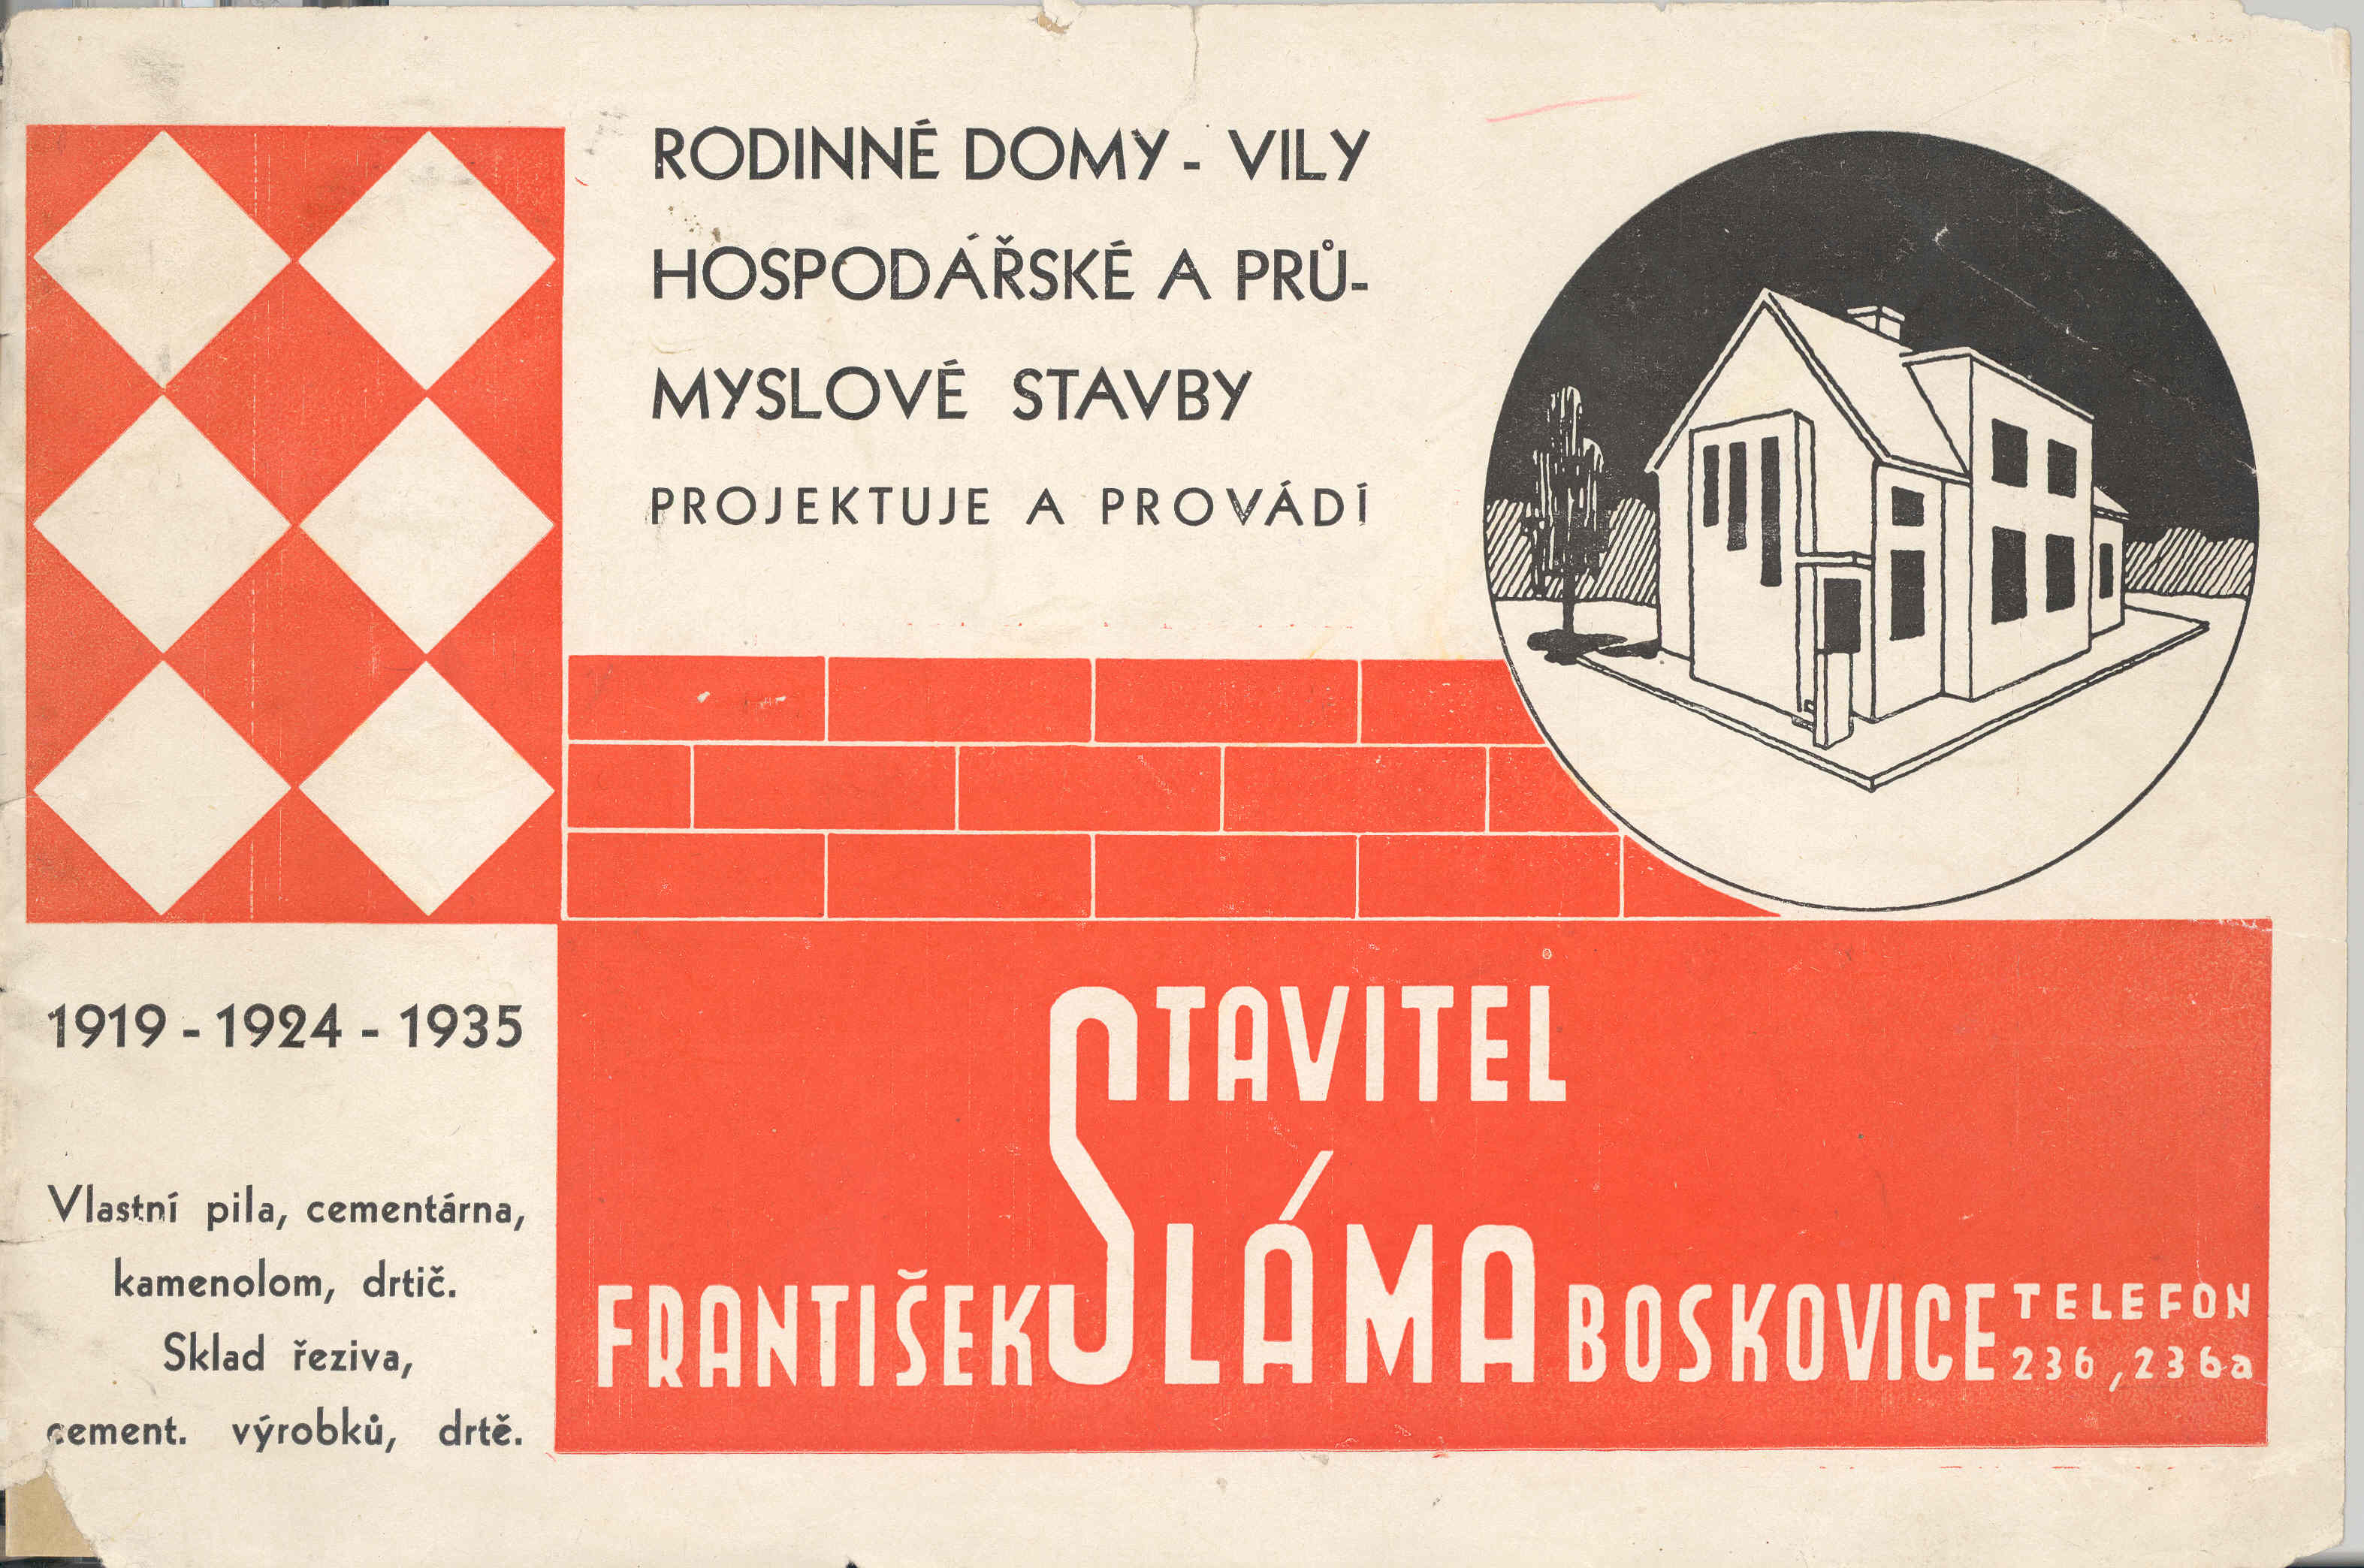 RODINNÉ DOMY - VILY
HOSPODÁŘSKÉ A PRŮ-
MYSLOVÉ STAVBY
PROJEKTUJE A PROVÁDÍ
1919 - 1924 - 1935
Vlastní pila, cementárna,
kamenolom, drtič.
Sklad řeziva,
cement. výrobků, drtě.
STAVITEL
FRANTIŠEK SLÁMA BOSKOVICE TELEFON
236, 236a